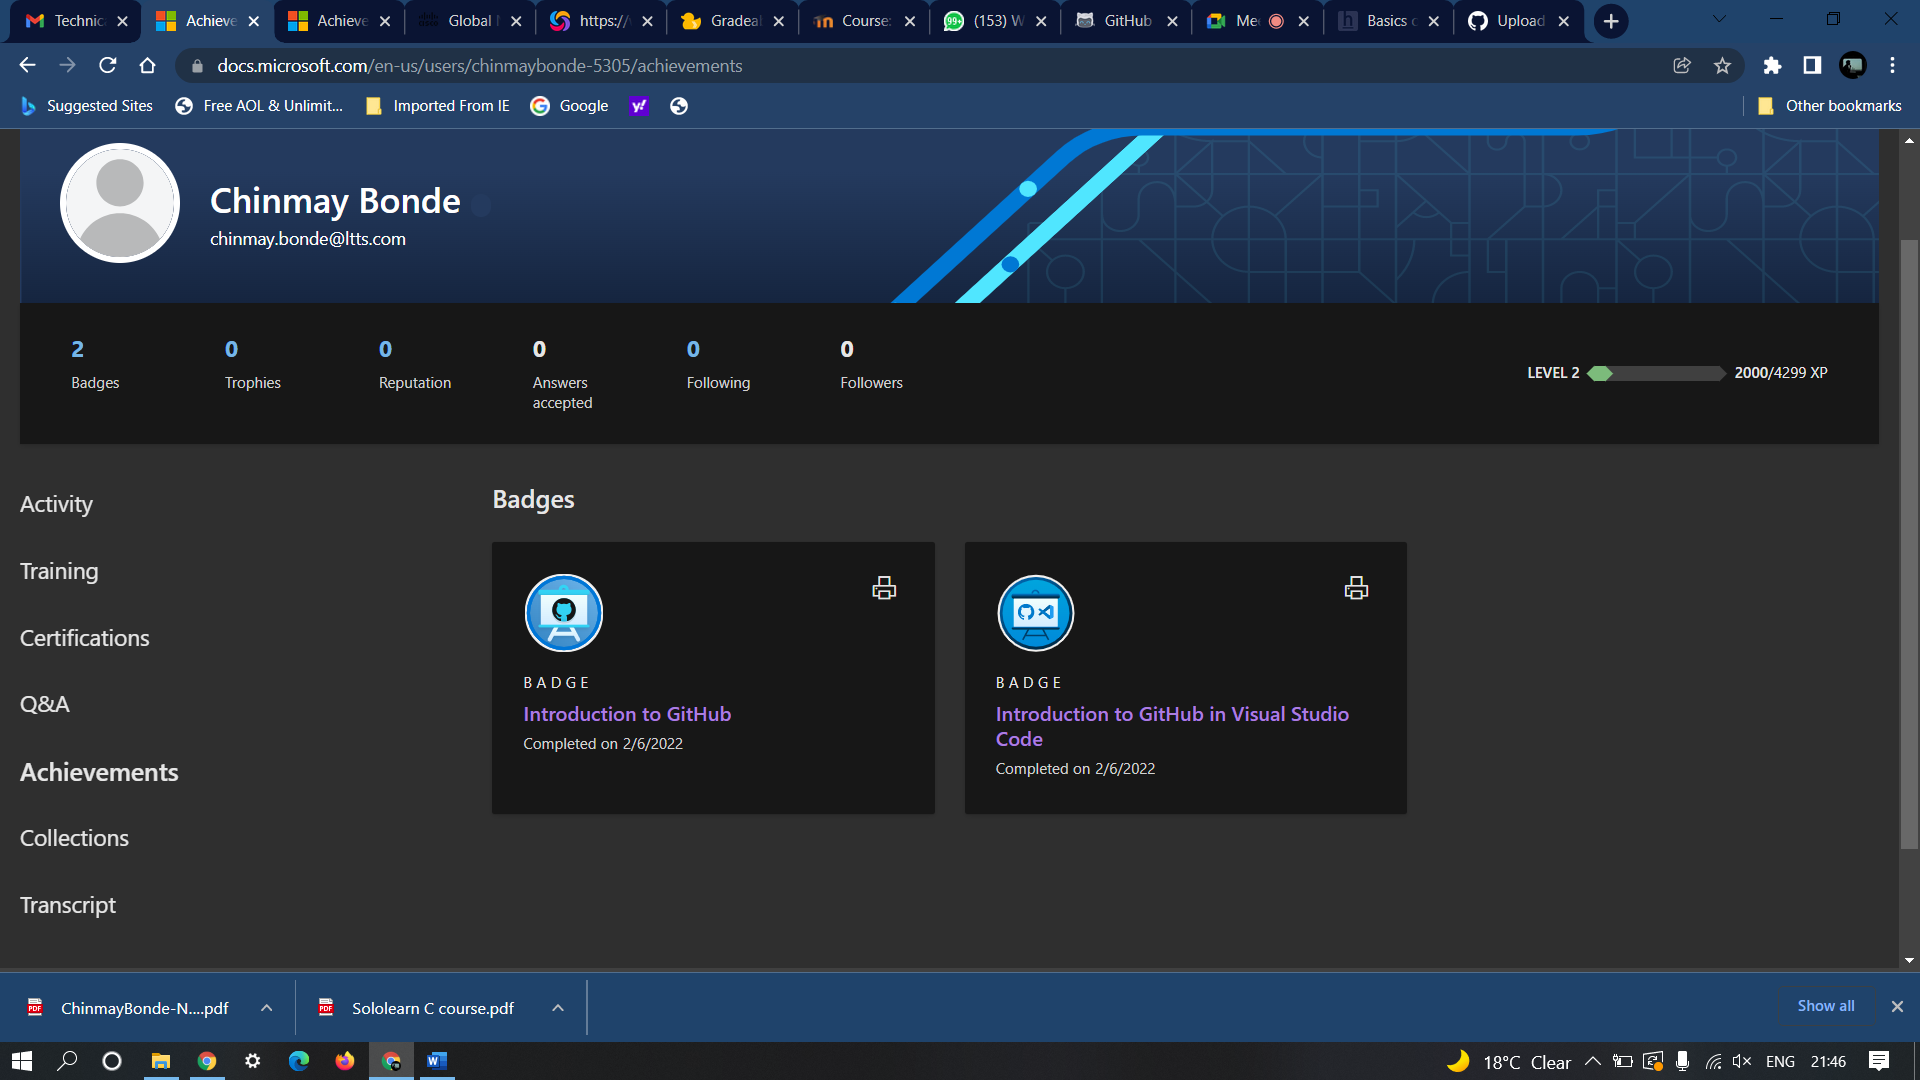 Technic
Achieve
Achieve
Global
https://
Gradeal
Course:
(153) W
GitHub
Me
Basics
Upload
docs.microsoft.com/en-us/users/chinmaybonde-5305/achievements
Suggested Sites
Free AOL & Unlimit...
Imported From IE
Google
Other bookmarks
Chinmay Bonde
chinmay.bonde@ltts.com
2
Badges
0
Trophies
0
Reputation
0
Answers
accepted
0
Following
0
Followers
LEVEL 2
2000/4299 XP
Activity
Training
Certifications
Q&A
Achievements
Collections
Transcript
Badges
BADGE
Introduction to GitHub
Completed on 2/6/2022
BADGE
Introduction to GitHub in Visual Studio
Code
Completed on 2/6/2022
ChinmayBonde-N....pdf
Sololearn C course.pdf
Show all
18°C Clear
ENG
21:46